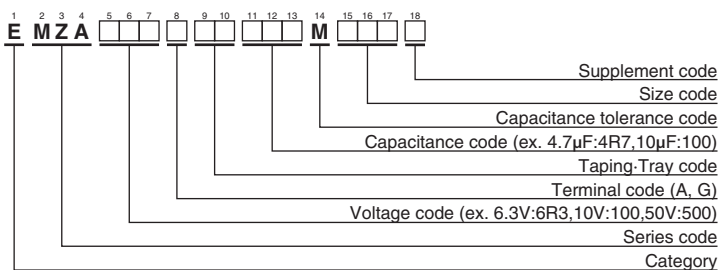 1 2 3 4 5 6 7 8 9 10 11 12 13 14 15 16 17 18
E MZA M
Supplement code
Size code
Capacitance tolerance code
Capacitance code (ex. 4.7µF:4R7,10µF:100)
Taping·Tray code
Terminal code (A, G)
Voltage code (ex. 6.3V:6R3,10V:100,50V:500)
Series code
Category